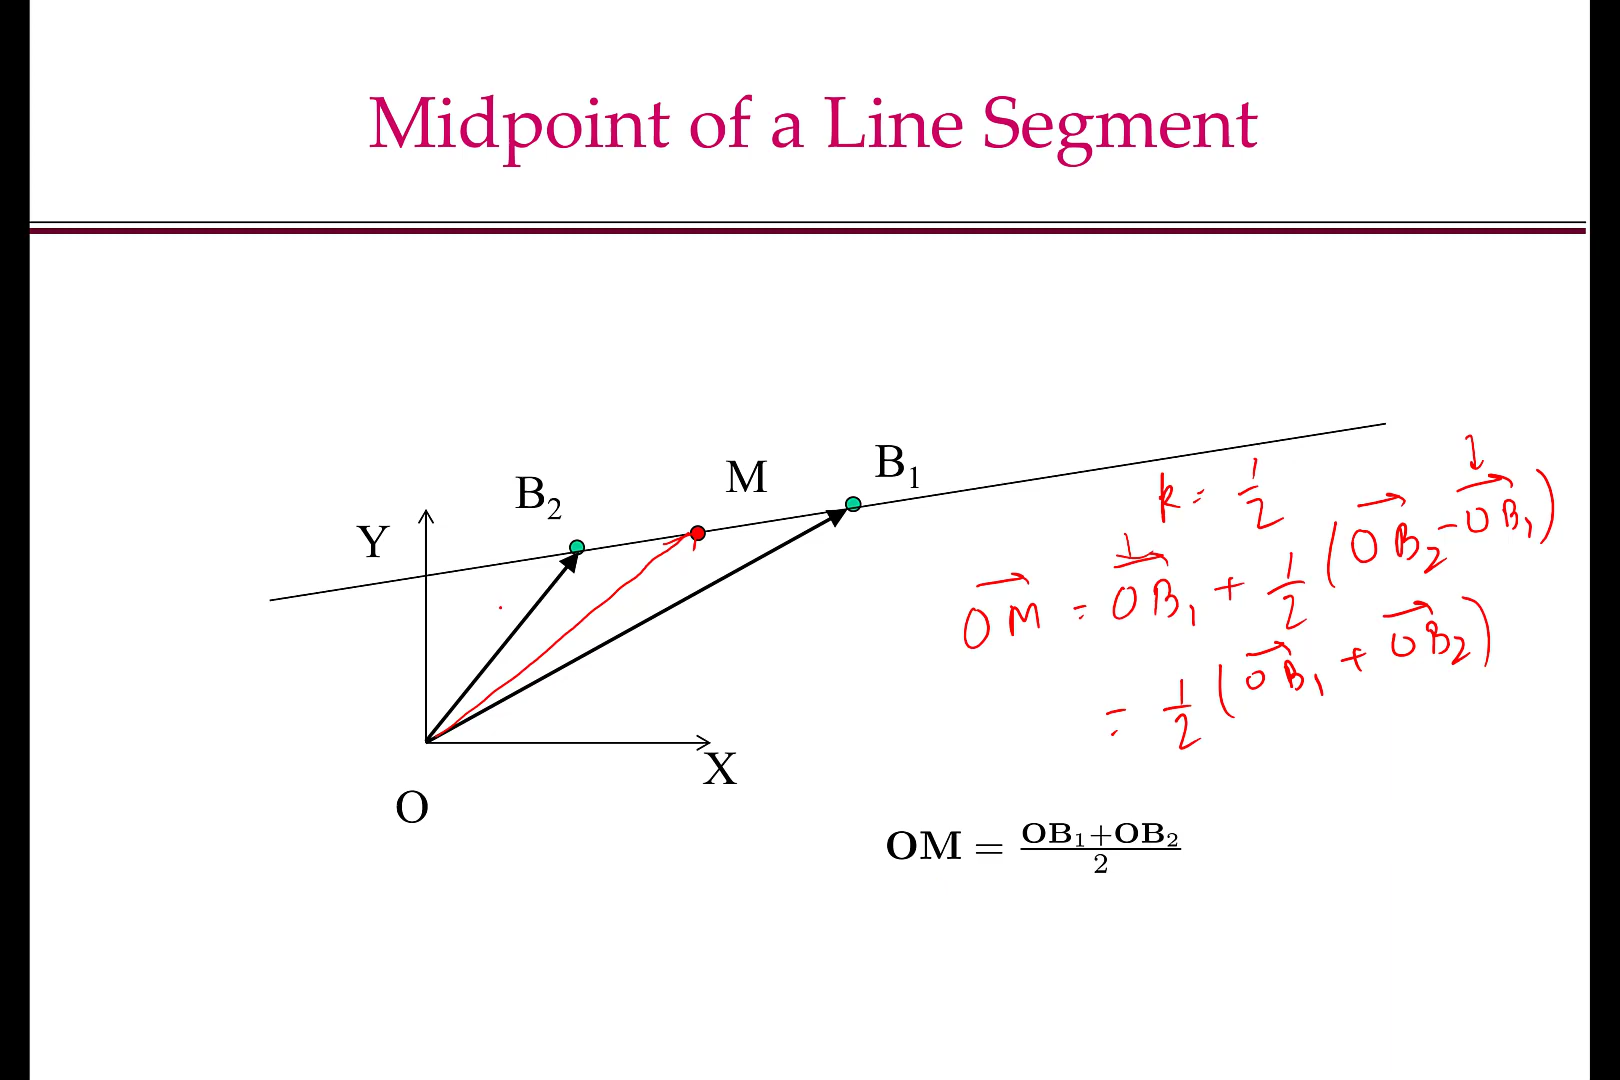 Midpoint of a Line Segment
B₂
M
B₁
Y
X
O
k = 1/2
OM⃗ = OB₁⃗ + 1/2 (OB₂⃗ - OB₁⃗)
= 1/2 (OB₁⃗ + OB₂⃗)
OM = (OB₁+OB₂)/2